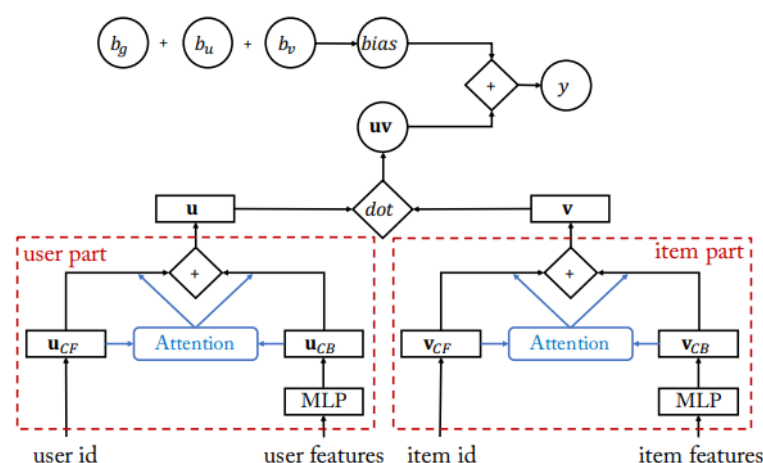 b_g + b_u + b_v bias
+ y
uv
u dot v
user part item part
+ +
u_CF Attention u_CB v_CF Attention v_CB
MLP MLP
user id user features item id item features